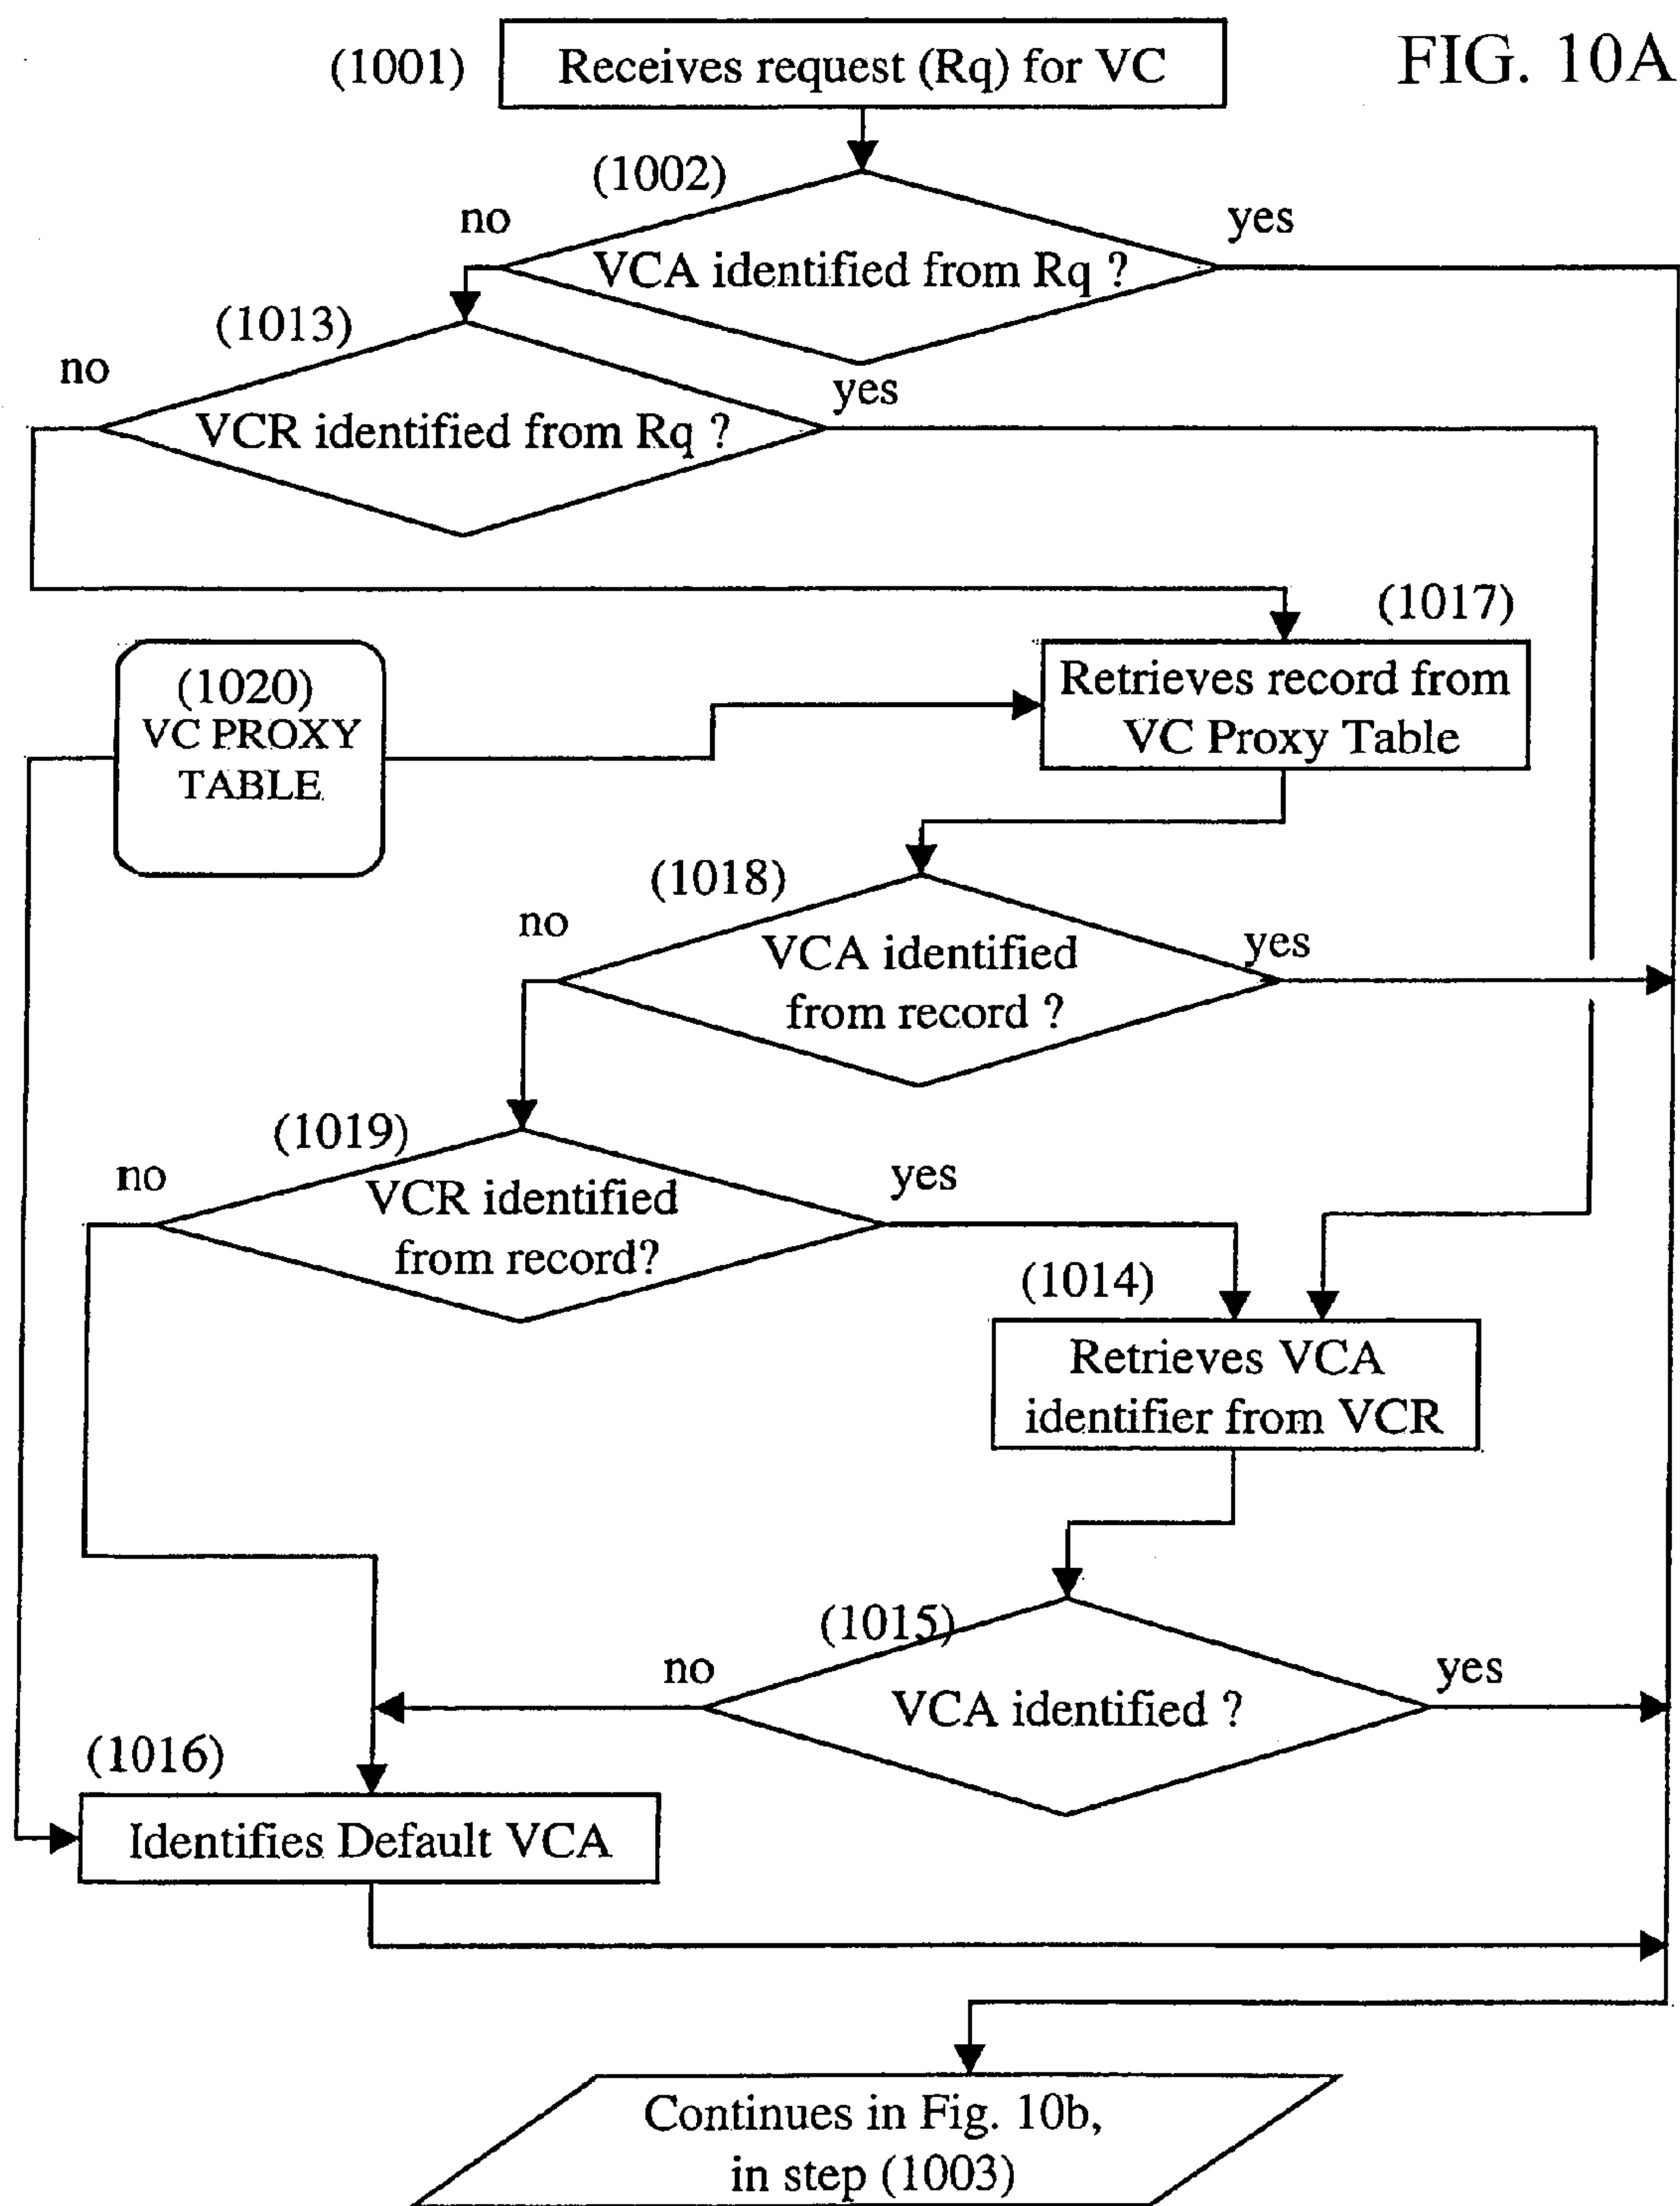 FIG. 10A
(1001)
Receives request (Rq) for VC
(1002)
no
yes
VCA identified from Rq ?
(1013)
no
yes
VCR identified from Rq ?
(1017)
(1020)
VC PROXY
TABLE
Retrieves record from
VC Proxy Table
(1018)
no
yes
VCA identified
from record ?
(1019)
no
yes
VCR identified
from record?
(1014)
Retrieves VCA
identifier from VCR
(1015)
no
yes
VCA identified ?
(1016)
Identifies Default VCA
Continues in Fig. 10b,
in step (1003)